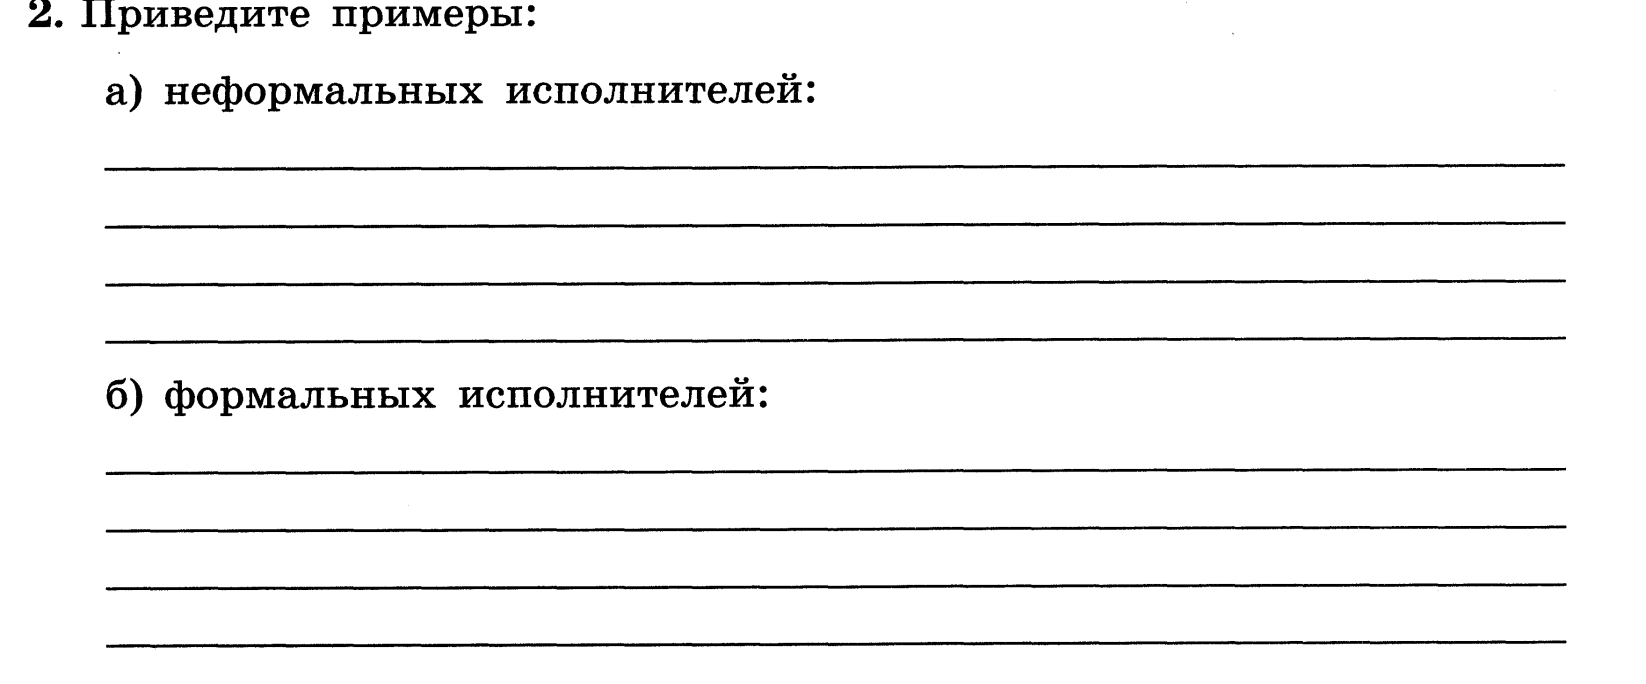 2. Приведите примеры:
а) неформальных исполнителей:
б) формальных исполнителей: